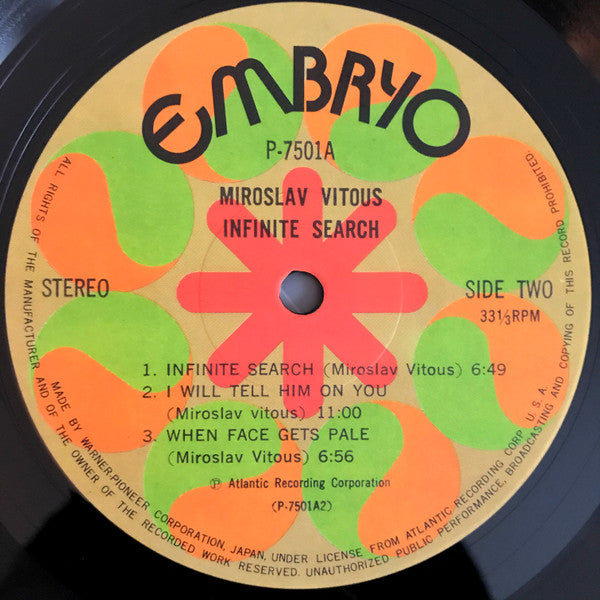 EMBRYO
P-7501A
MIROSLAV VITOUS
INFINITE SEARCH
STEREO
SIDE TWO
33⅓RPM
1. INFINITE SEARCH (Miroslav Vitous) 6:49
2. I WILL TELL HIM ON YOU
(Miroslav vitous) 11:00
3. WHEN FACE GETS PALE
(Miroslav Vitous) 6:56
Ⓟ Atlantic Recording Corporation
(P-7501A2)
MADE BY WARNER-PIONEER CORPORATION, JAPAN, UNDER LICENSE FROM ATLANTIC RECORDING CORP. U.S.A.
ALL RIGHTS OF THE MANUFACTURER AND OF THE OWNER OF THE RECORDED WORK RESERVED. UNAUTHORIZED PUBLIC PERFORMANCE, BROADCASTING AND COPYING OF THIS RECORD PROHIBITED.